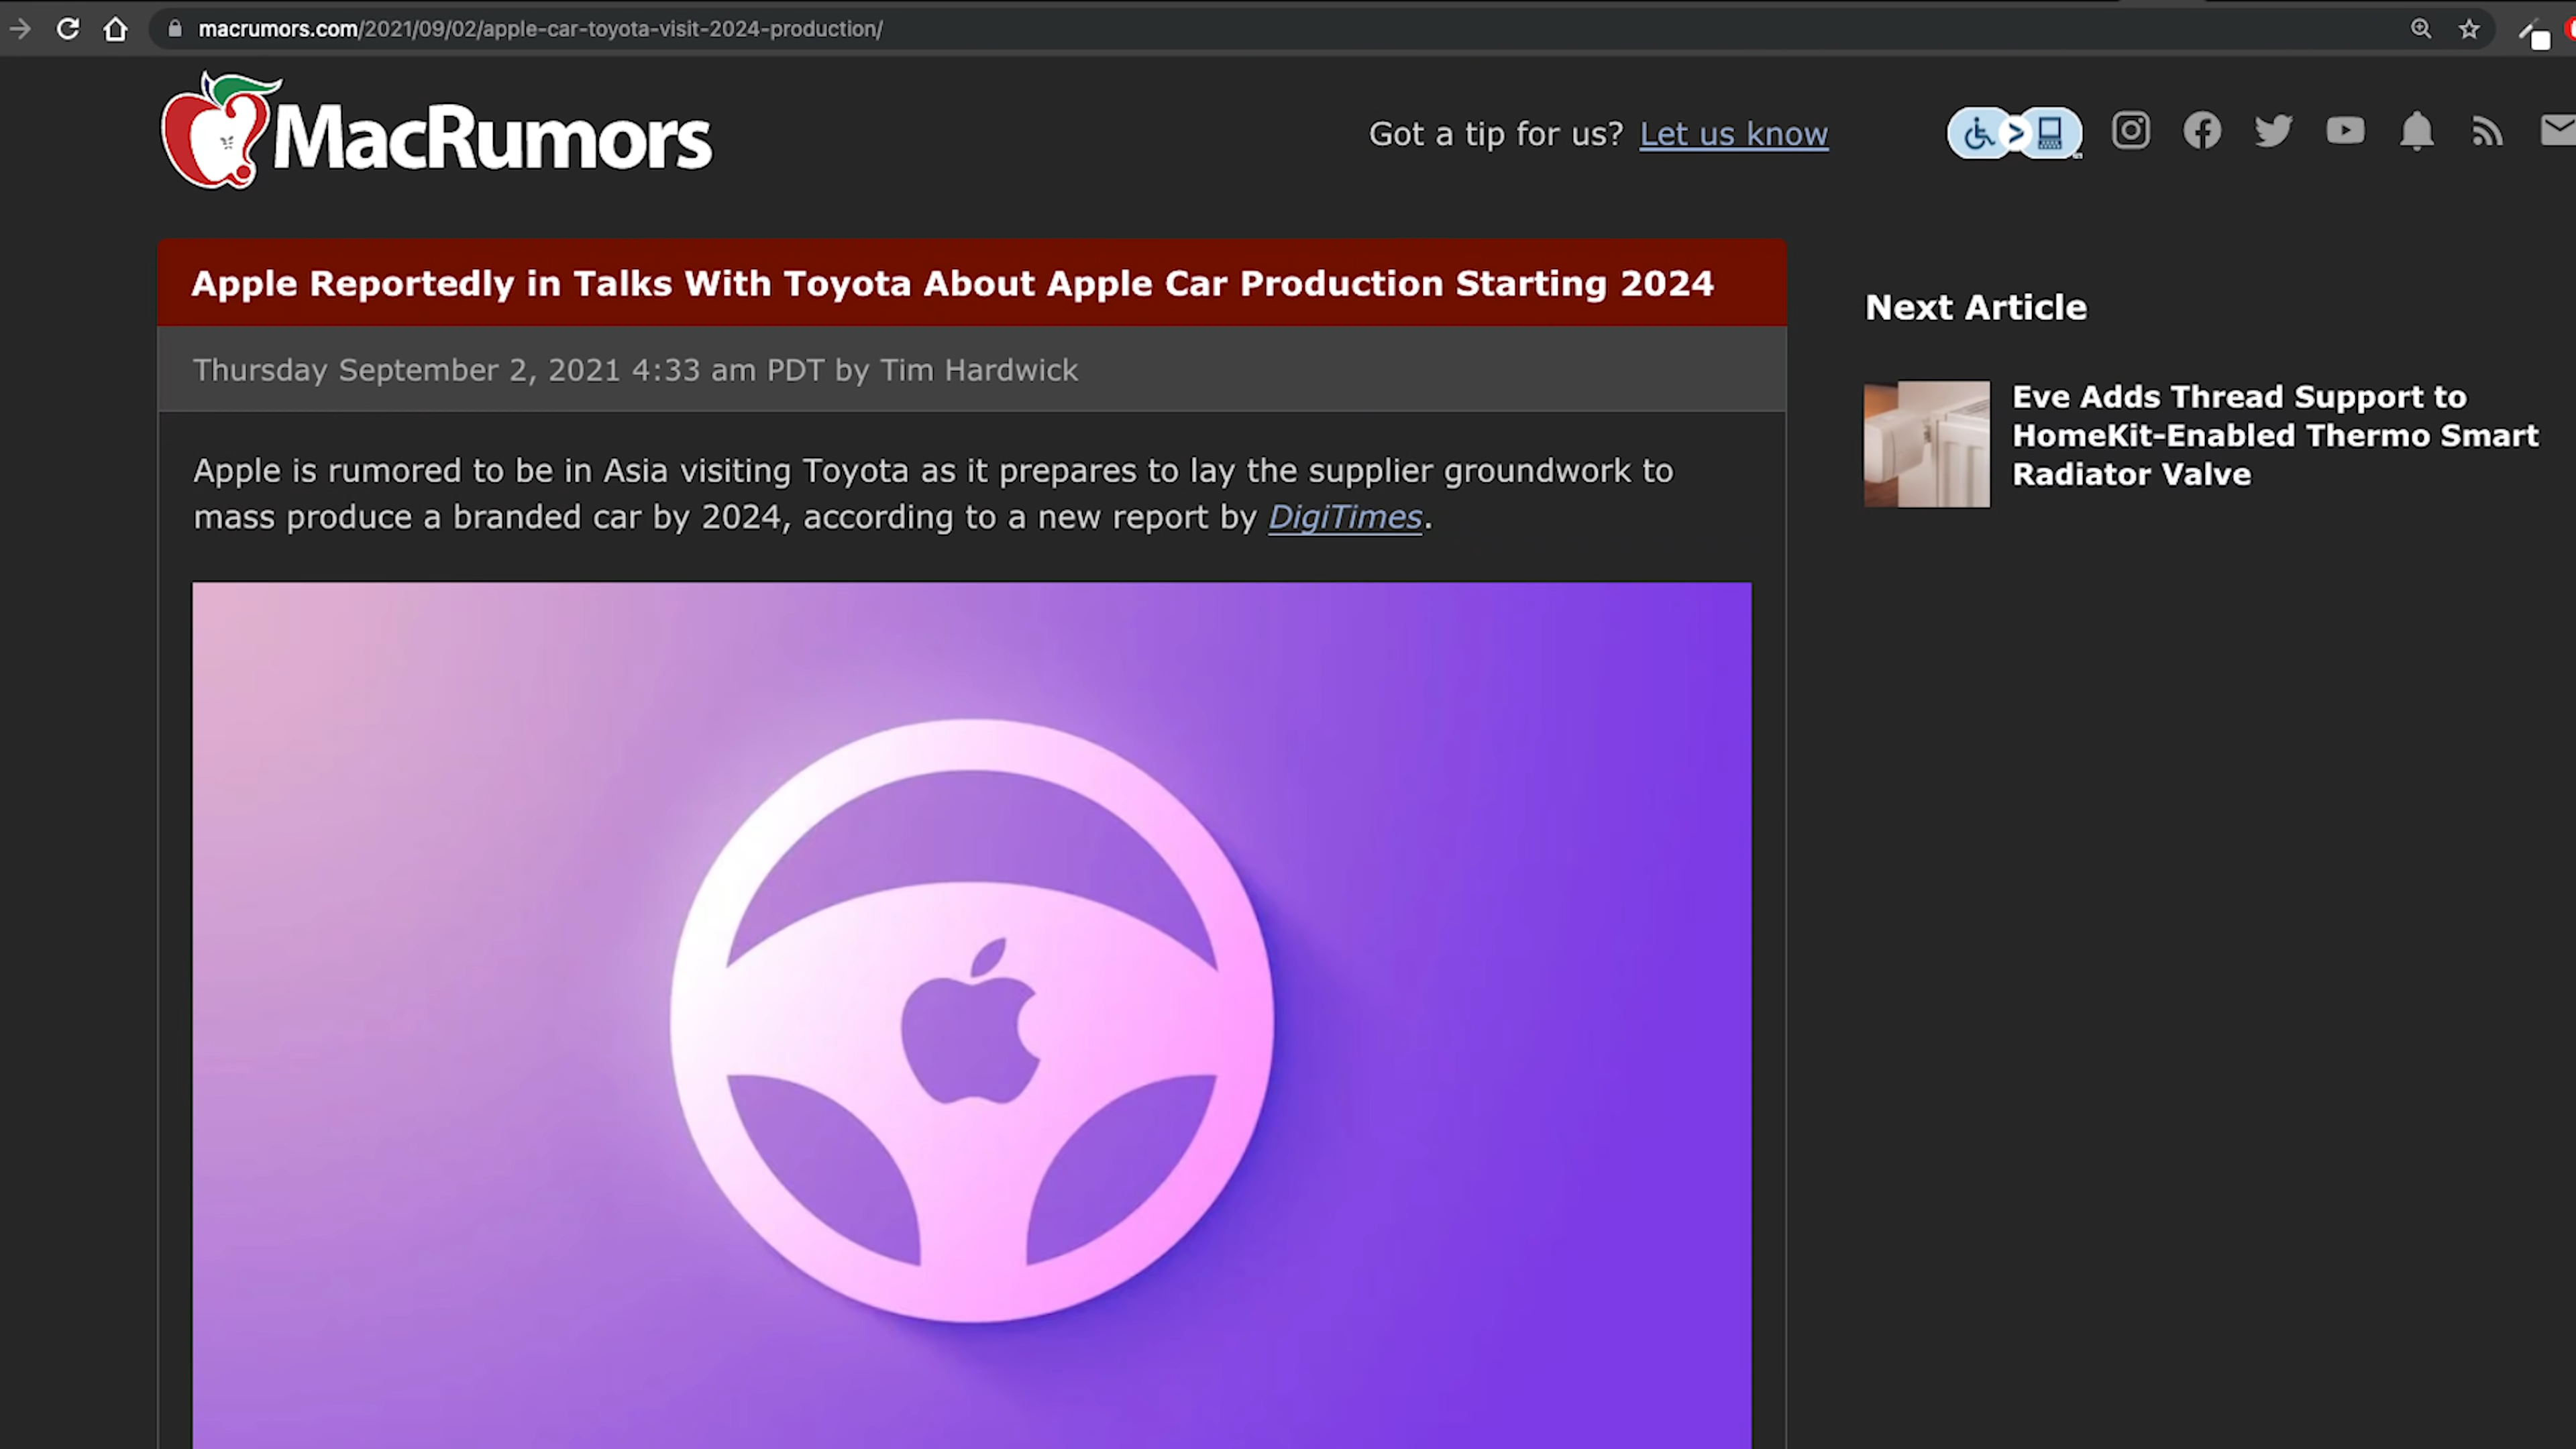 macrumors.com/2021/09/02/apple-car-toyota-visit-2024-production/
MacRumors
Got a tip for us? Let us know
Apple Reportedly in Talks With Toyota About Apple Car Production Starting 2024
Thursday September 2, 2021 4:33 am PDT by Tim Hardwick
Apple is rumored to be in Asia visiting Toyota as it prepares to lay the supplier groundwork to
mass produce a branded car by 2024, according to a new report by DigiTimes.
Next Article
Eve Adds Thread Support to
HomeKit-Enabled Thermo Smart
Radiator Valve